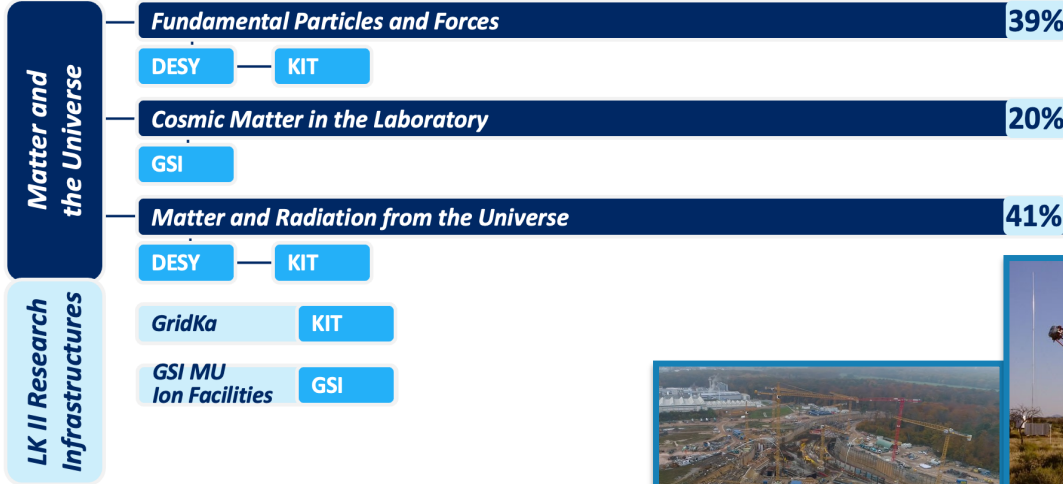 Matter and
the Universe
Fundamental Particles and Forces
39%
DESY
KIT
Cosmic Matter in the Laboratory
20%
GSI
Matter and Radiation from the Universe
41%
DESY
KIT
LK II Research
Infrastructures
GridKa
KIT
GSI MU
Ion Facilities
GSI